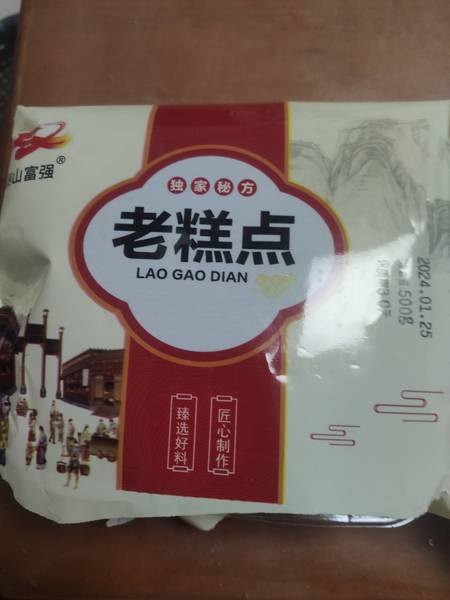 山富强®
独家秘方
老糕点
LAO GAO DIAN
臻选好料
匠心制作
2024.01.25
500g